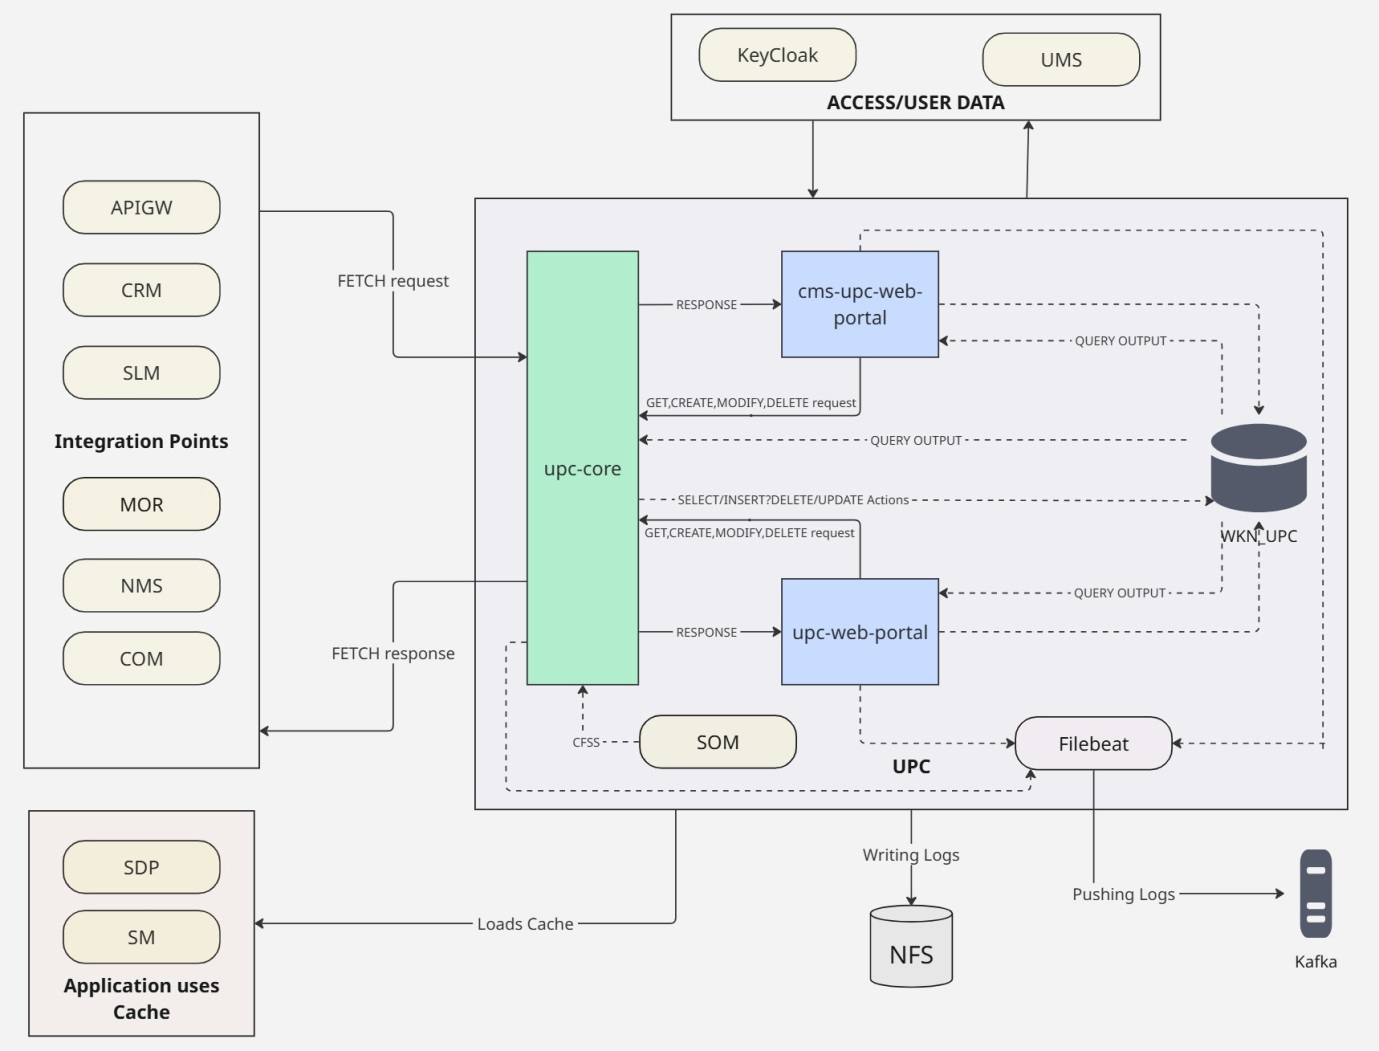 KeyCloak
UMS
ACCESS/USER DATA
APIGW
CRM
SLM
Integration Points
MOR
NMS
COM
FETCH request
FETCH response
upc-core
RESPONSE
cms-upc-web-
portal
QUERY OUTPUT
GET,CREATE,MODIFY,DELETE request
QUERY OUTPUT
SELECT/INSERT?DELETE/UPDATE Actions
GET,CREATE,MODIFY,DELETE request
WKN_UPC
QUERY OUTPUT
RESPONSE
upc-web-portal
CFSS
SOM
Filebeat
UPC
SDP
SM
Application uses
Cache
Loads Cache
Writing Logs
NFS
Pushing Logs
Kafka